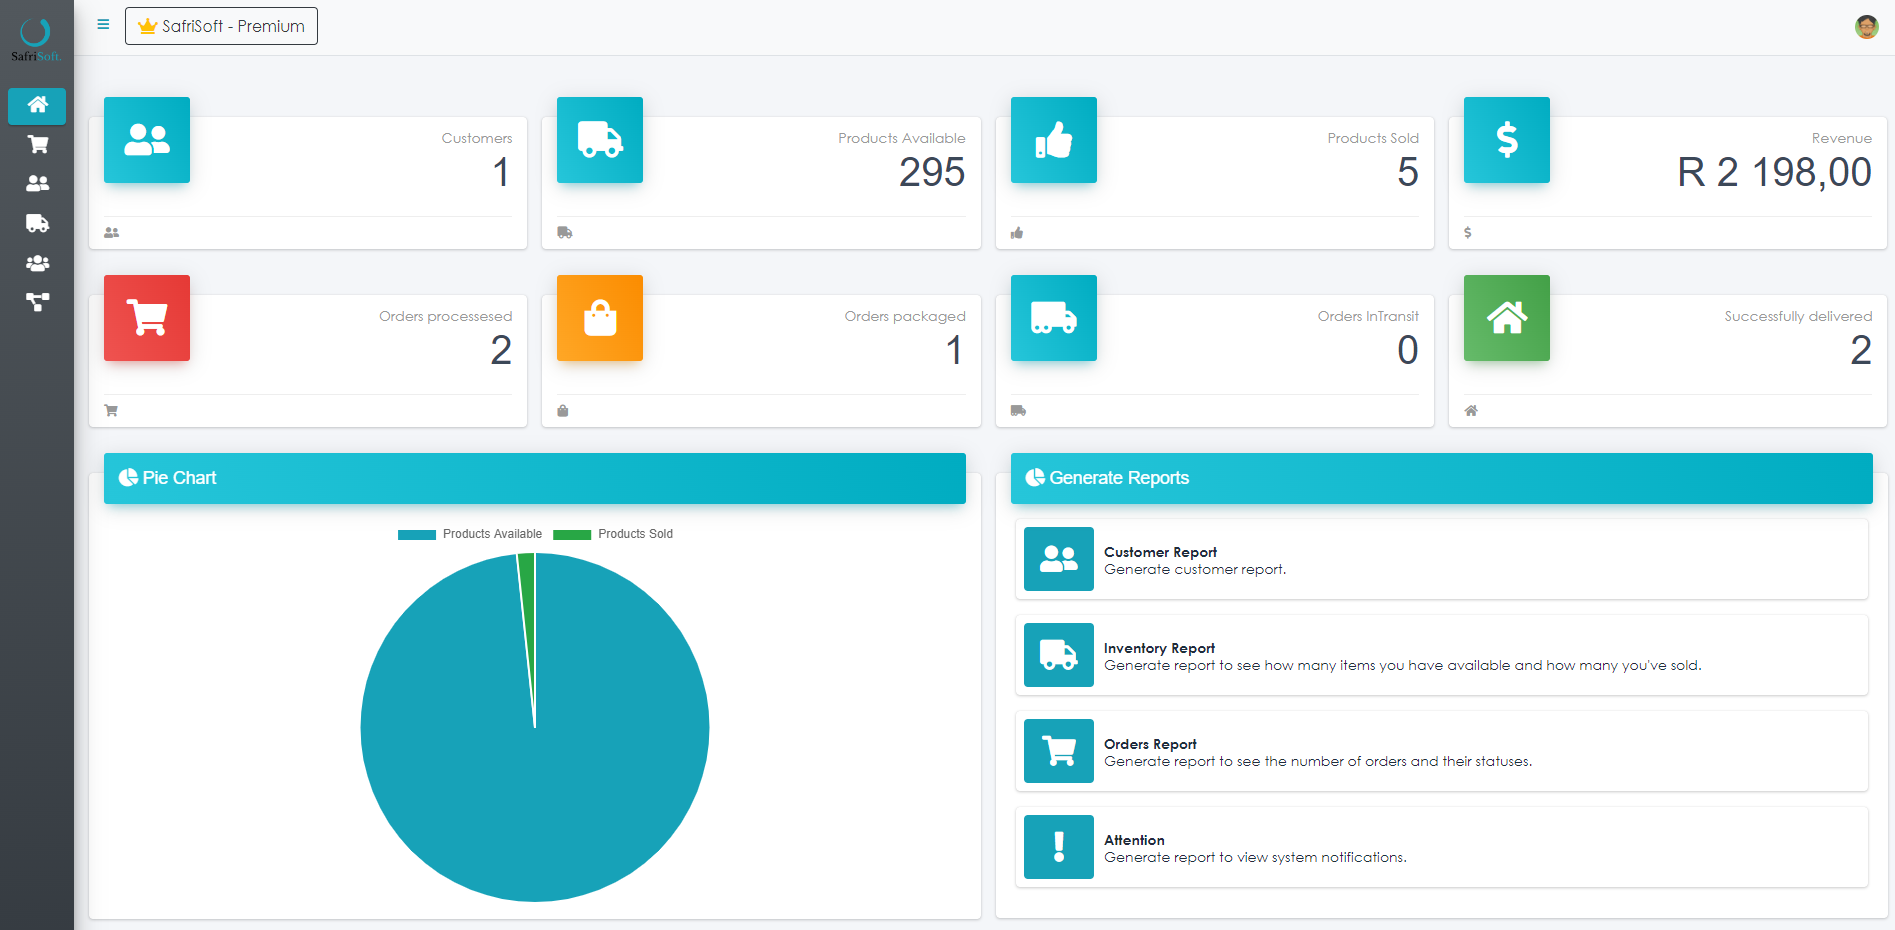 SafriSoft.
SafriSoft - Premium
Customers
1
Products Available
295
Products Sold
5
Revenue
R 2 198,00
Orders processesed
2
Orders packaged
1
Orders InTransit
0
Successfully delivered
2
Pie Chart
Products Available
Products Sold
Generate Reports
Customer Report
Generate customer report.
Inventory Report
Generate report to see how many items you have available and how many you've sold.
Orders Report
Generate report to see the number of orders and their statuses.
Attention
Generate report to view system notifications.